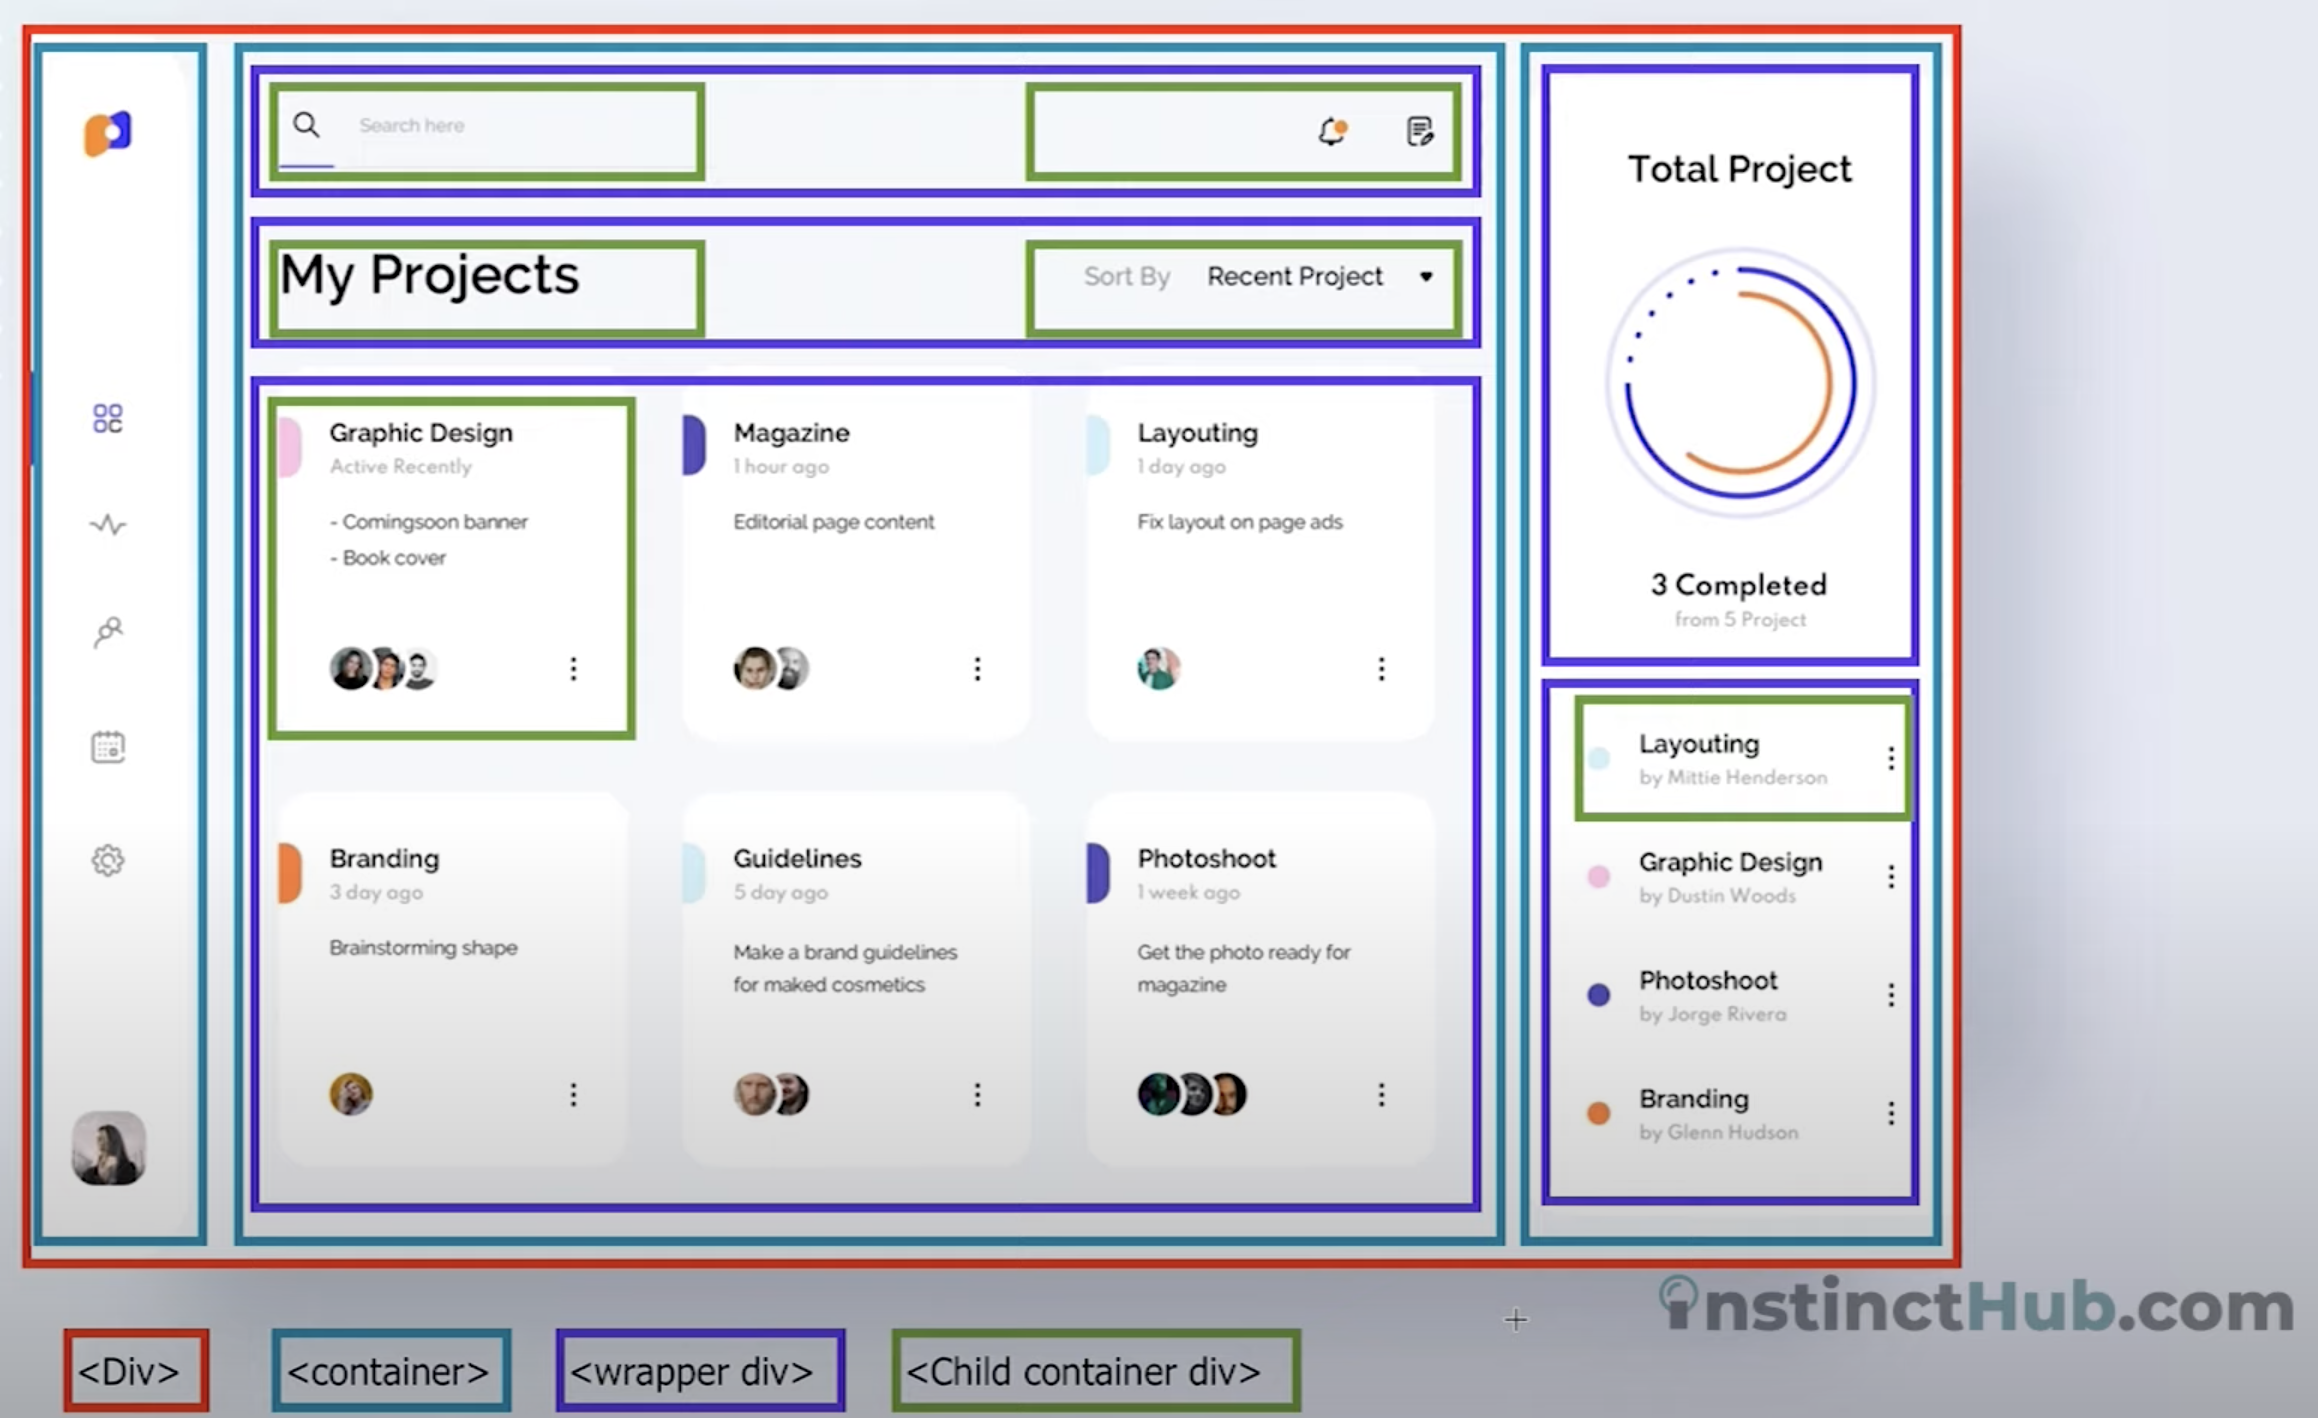 Search here
My Projects
Sort By Recent Project
Graphic Design
Active Recently
- Comingsoon banner
- Book cover
Magazine
1 hour ago
Editorial page content
Layouting
1 day ago
Fix layout on page ads
Branding
3 day ago
Brainstorming shape
Guidelines
5 day ago
Make a brand guidelines
for maked cosmetics
Photoshoot
1 week ago
Get the photo ready for
magazine
Total Project
3 Completed
from 5 Project
Layouting
by Mittie Henderson
Graphic Design
by Dustin Woods
Photoshoot
by Jorge Rivera
Branding
by Glenn Hudson
instinctHub.com
<Div>
<container>
<wrapper div>
<Child container div>